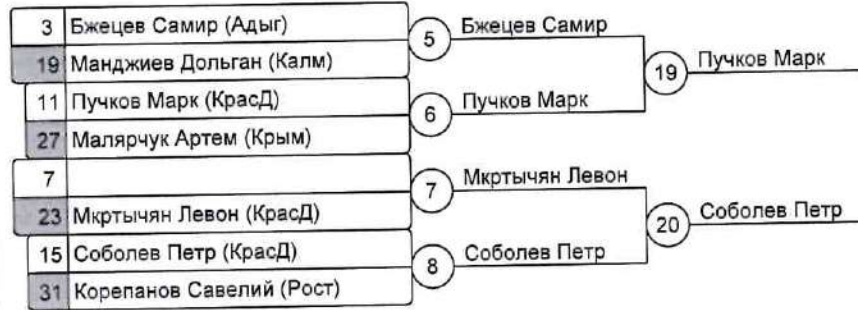 3 Бжецев Самир (Адыг)
19 Манджиев Дольган (Калм)
5 Бжецев Самир
11 Пучков Марк (КрасД)
27 Малярчук Артем (Крым)
6 Пучков Марк
19 Пучков Марк
7
23 Мкртычян Левон (КрасД)
7 Мкртычян Левон
15 Соболев Петр (КрасД)
31 Корепанов Савелий (Рост)
8 Соболев Петр
20 Соболев Петр